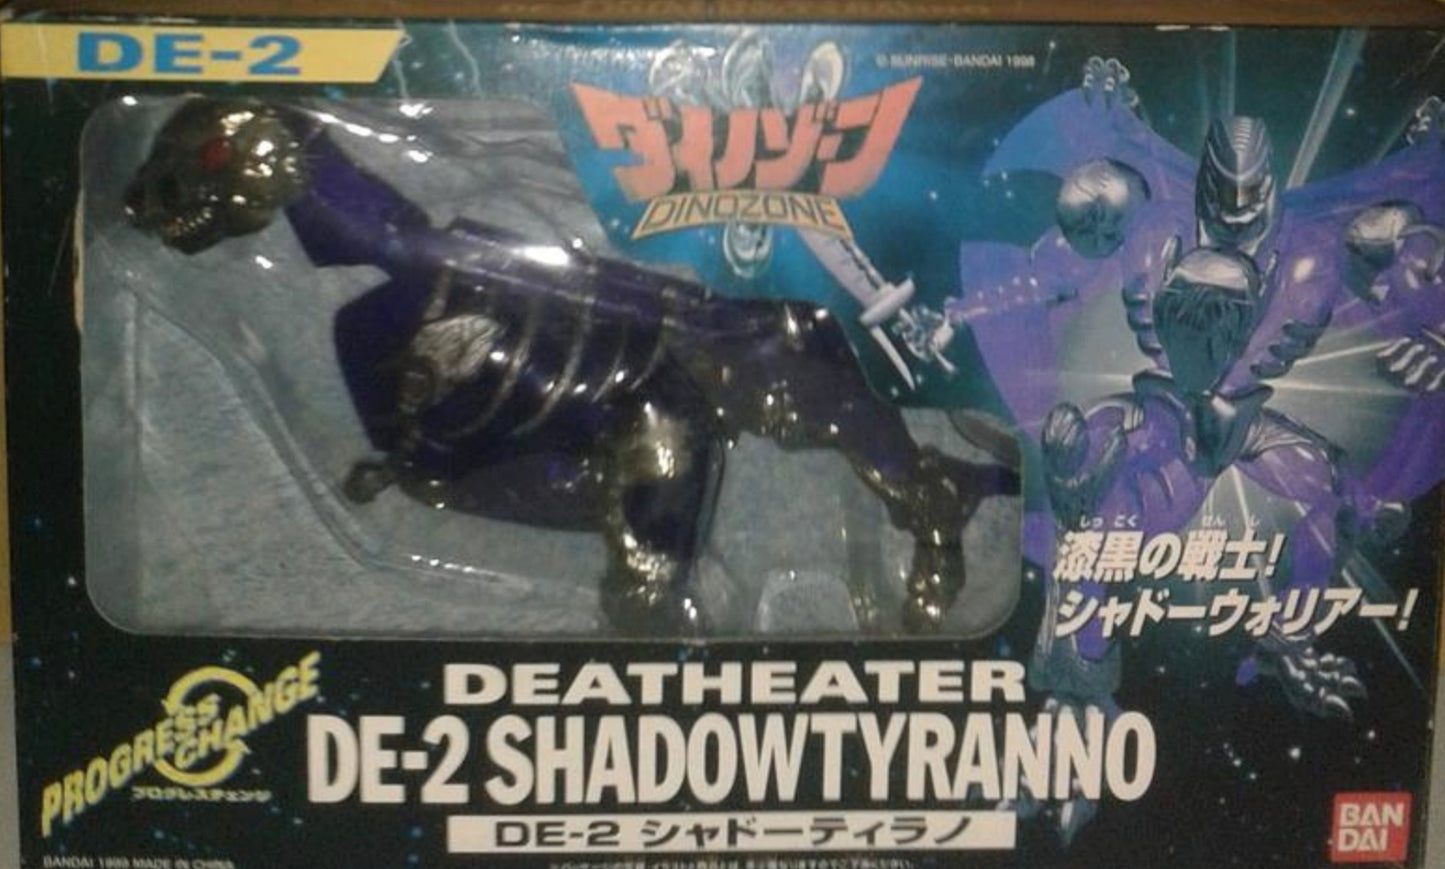 DE-2
© SUNRISE・BANDAI 1998
ダイノゾーン
DINOZONE
しっこく せんし
漆黒の戦士!
シャドーウォリアー!
PROGRESS
CHANGE
プログレスチェンジ
DEATHEATER
DE-2 SHADOWTYRANNO
DE-2 シャドーティラノ
BAN
DAI
MADE IN CHINA